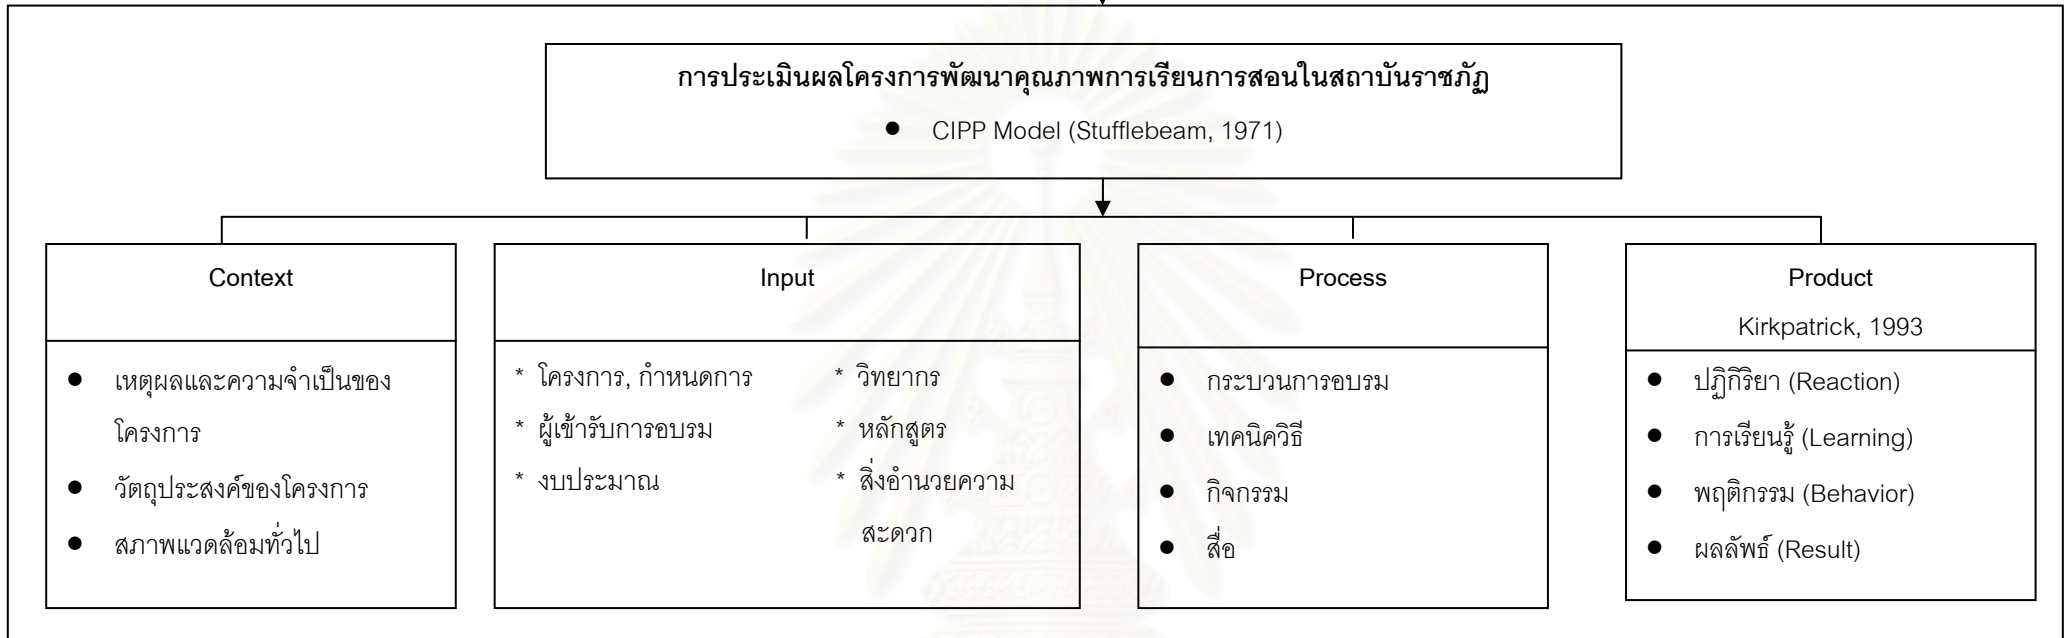 การประเมินผลโครงการพัฒนาคุณภาพการเรียนการสอนในสถาบันราชภัฏ
● CIPP Model (Stufflebeam, 1971)
Context
● เหตุผลและความจำเป็นของ
โครงการ
● วัตถุประสงค์ของโครงการ
● สภาพแวดล้อมทั่วไป
Input
* โครงการ, กำหนดการ * วิทยากร
* ผู้เข้ารับการอบรม * หลักสูตร
* งบประมาณ * สิ่งอำนวยความ
สะดวก
Process
● กระบวนการอบรม
● เทคนิควิธี
● กิจกรรม
● สื่อ
Product
Kirkpatrick, 1993
● ปฏิกิริยา (Reaction)
● การเรียนรู้ (Learning)
● พฤติกรรม (Behavior)
● ผลลัพธ์ (Result)